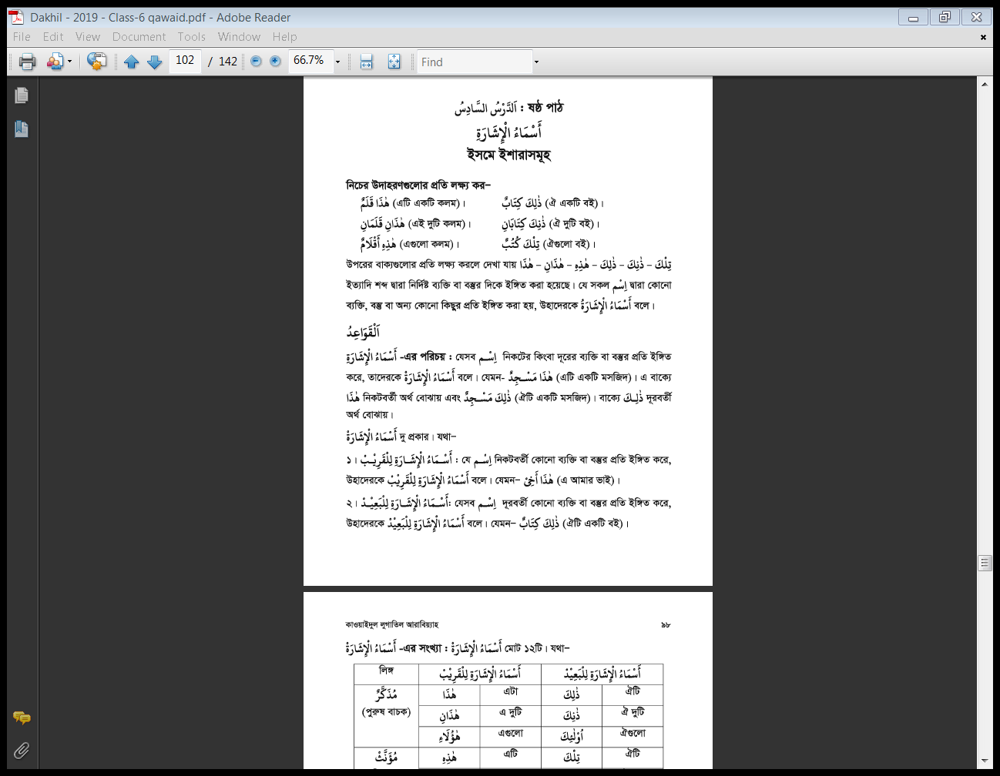 Dakhil - 2019 - Class-6 qawaid.pdf - Adobe Reader
File Edit View Document Tools Window Help
102 / 142 66.7% Find
اَلدَّرْسُ السَّادِسُ : ষষ্ঠ পাঠ
أَسْمَاءُ الْإِشَارَةِ
ইসমে ইশারাসমূহ
নিচের উদাহরণগুলোর প্রতি লক্ষ্য কর–
هٰذَا قَلَمٌ (এটি একটি কলম)। ذٰلِكَ كِتَابٌ (ঐ একটি বই)।
هٰذَانِ قَلَمَانِ (এই দুটি কলম)। ذٰنِكَ كِتَابَانِ (ঐ দুটি বই)।
هٰذِهِ أَقْلَامٌ (এগুলো কলম)। تِلْكَ كُتُبٌ (ঐগুলো বই)।
উপরের বাক্যগুলোর প্রতি লক্ষ্য করলে দেখা যায় هٰذَا – هٰذَانِ – هٰذِهِ – ذٰلِكَ – ذٰنِكَ – تِلْكَ
ইত্যাদি শব্দ দ্বারা নির্দিষ্ট ব্যক্তি বা বস্তুর দিকে ইঙ্গিত করা হয়েছে। যে সকল اِسْم দ্বারা কোনো
ব্যক্তি, বস্তু বা অন্য কোনো কিছুর প্রতি ইঙ্গিত করা হয়, উহাদেরকে أَسْمَاءُ الْإِشَارَةُ বলে।
اَلْقَوَاعِدُ
أَسْمَاءُ الْإِشَارَةِ -এর পরিচয় : যেসব اِسْم নিকটের কিংবা দূরের ব্যক্তি বা বস্তুর প্রতি ইঙ্গিত
করে, তাদেরকে أَسْمَاءُ الْإِشَارَةْ বলে। যেমন- هٰذَا مَسْجِدٌ (এটি একটি মসজিদ)। এ বাক্যে
هٰذَا নিকটবর্তী অর্থ বোঝায় এবং ذٰلِكَ مَسْجِدٌ (ঐটি একটি মসজিদ)। বাক্যে ذٰلِكَ দূরবর্তী
অর্থ বোঝায়।
أَسْمَاءُ الْإِشَارَةْ দু প্রকার। যথা–
১। أَسْمَاءُ الْإِشَارَةِ لِلْقَرِيْبْ : যে اِسْم নিকটবর্তী কোনো ব্যক্তি বা বস্তুর প্রতি ইঙ্গিত করে,
উহাদেরকে أَسْمَاءُ الْإِشَارَةِ لِلْقَرِيْبْ বলে। যেমন– هٰذَا أَخِيْ (এ আমার ভাই)।
২। أَسْمَاءُ الْإِشَارَةِ لِلْبَعِيْدْ: যেসব اِسْم দূরবর্তী কোনো ব্যক্তি বা বস্তুর প্রতি ইঙ্গিত করে,
উহাদেরকে أَسْمَاءُ الْإِشَارَةِ لِلْبَعِيْدْ বলে। যেমন– ذٰلِكَ كِتَابٌ (ঐটি একটি বই)।
কাওয়াইদুল লুগাতিল আরাবিয়্যাহ ৯৮
أَسْمَاءُ الْإِشَارَةْ -এর সংখ্যা : أَسْمَاءُ الْإِشَارَةْ মোট ১২টি। যথা–
লিঙ্গ أَسْمَاءُ الْإِشَارَةِ لِلْقَرِيْبْ أَسْمَاءُ الْإِشَارَةِ لِلْبَعِيْدْ
مُذَكَّرٌ هٰذَا এটা ذٰلِكَ ঐটি
(পুরুষ বাচক) هٰذَانِ এ দুটি ذٰنِكَ ঐ দুটি
هٰؤُلَاءِ এগুলো أُوْلٰئِكَ ঐগুলো
مُؤَنَّثْ هٰذِهِ এটি تِلْكَ ঐটি